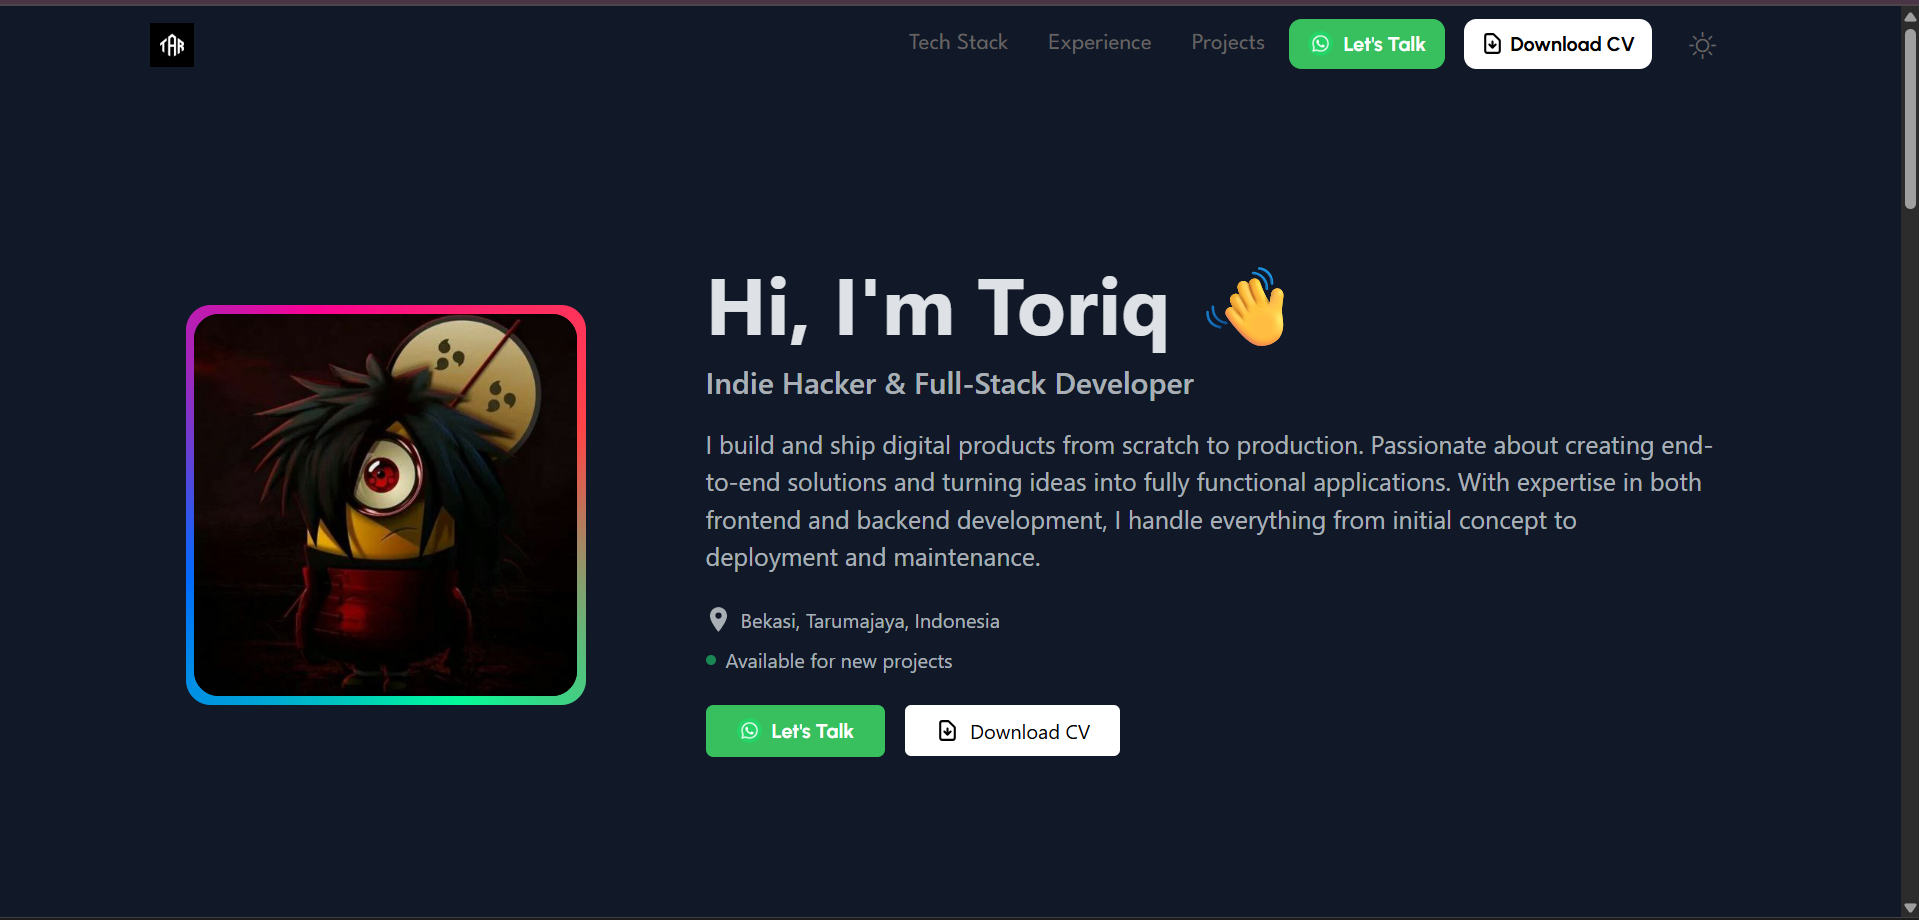 TAR
Tech Stack
Experience
Projects
Let's Talk
Download CV
Hi, I'm Toriq 👋
Indie Hacker & Full-Stack Developer
I build and ship digital products from scratch to production. Passionate about creating end-
to-end solutions and turning ideas into fully functional applications. With expertise in both
frontend and backend development, I handle everything from initial concept to
deployment and maintenance.
Bekasi, Tarumajaya, Indonesia
Available for new projects
Let's Talk
Download CV